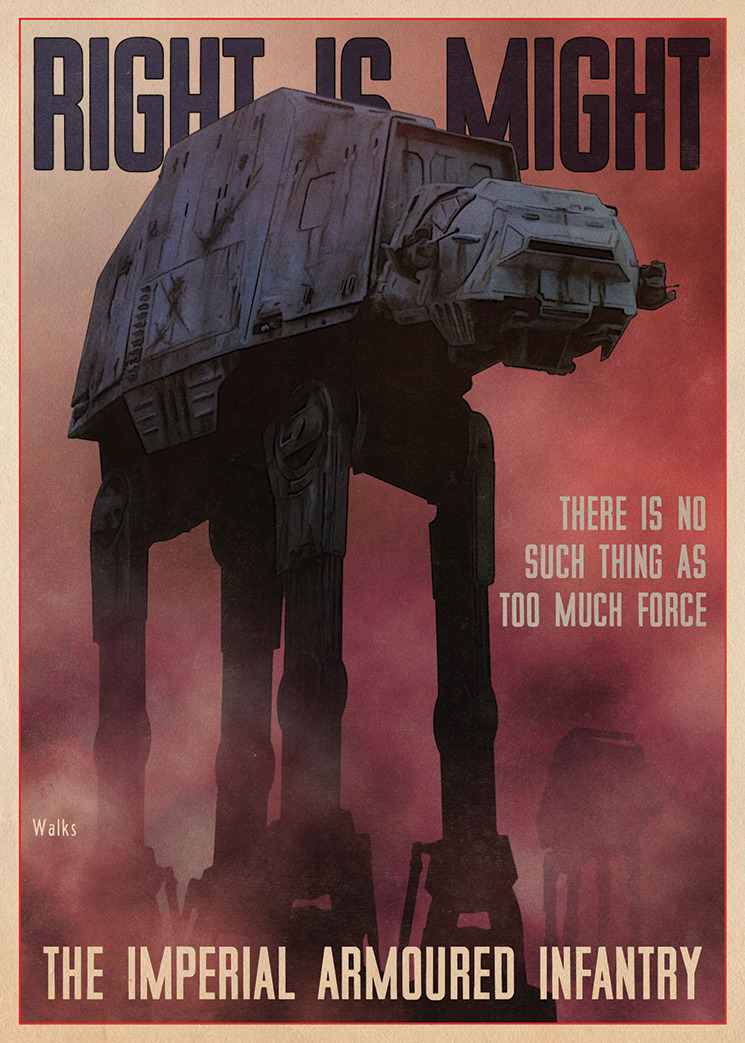 RIGHT IS MIGHT
THERE IS NO
SUCH THING AS
TOO MUCH FORCE
Walks
THE IMPERIAL ARMOURED INFANTRY